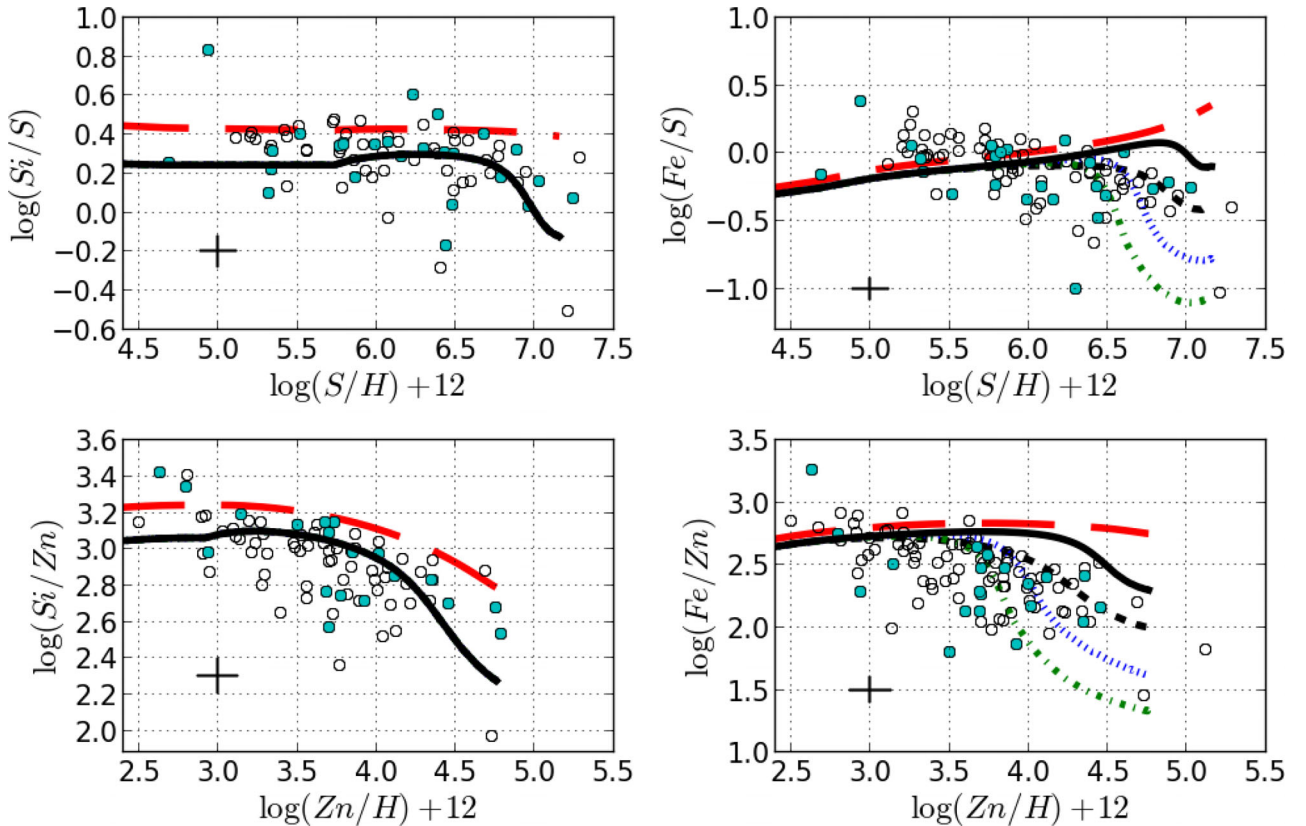 1.0
0.8
0.6
0.4
0.2
0.0
−0.2
−0.4
−0.6
log(Si/S)
4.5 5.0 5.5 6.0 6.5 7.0 7.5
log(S/H) + 12
1.0
0.5
0.0
−0.5
−1.0
log(Fe/S)
4.5 5.0 5.5 6.0 6.5 7.0 7.5
log(S/H) + 12
3.6
3.4
3.2
3.0
2.8
2.6
2.4
2.2
2.0
log(Si/Zn)
2.5 3.0 3.5 4.0 4.5 5.0 5.5
log(Zn/H) + 12
3.5
3.0
2.5
2.0
1.5
1.0
log(Fe/Zn)
2.5 3.0 3.5 4.0 4.5 5.0 5.5
log(Zn/H) + 12